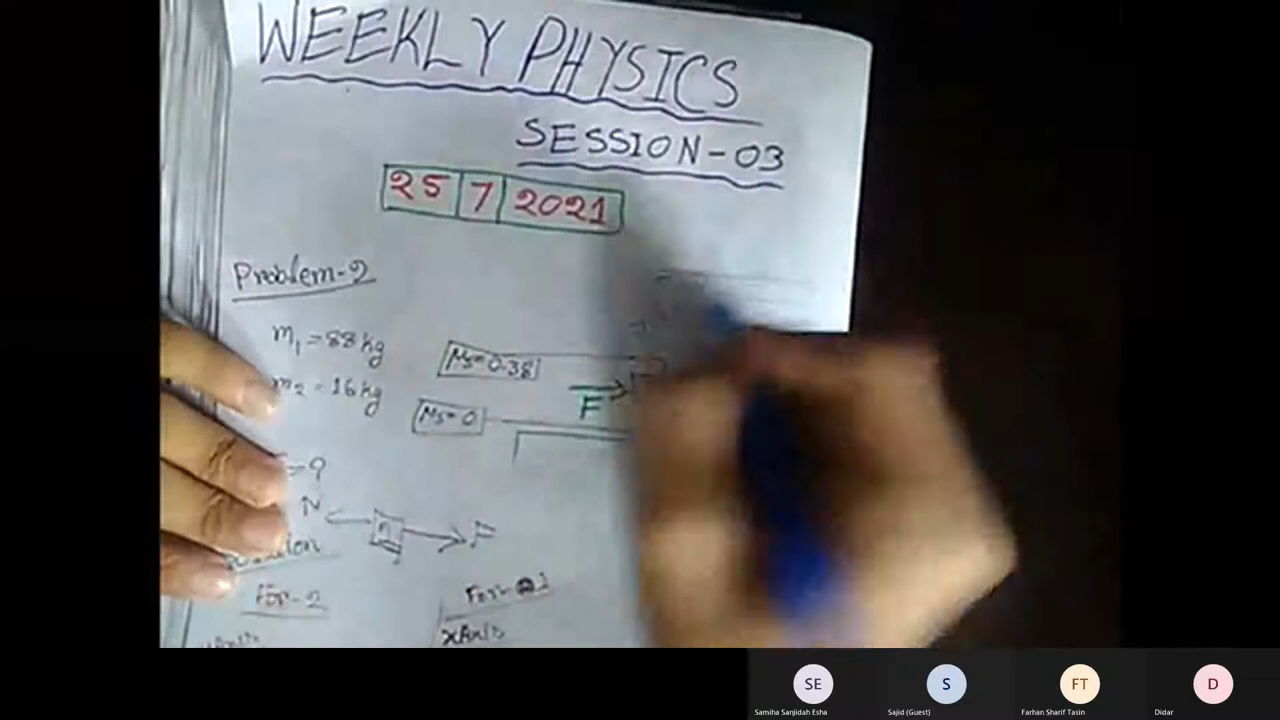 WEEKLY PHYSICS
SESSION-03
25 7 2021
Problem-2
m₁ = 88 kg
m₂ = 16 kg
μs = 0.38
F
μs = 0
= ?
N
F
For-2
For-1
xAxis
SE
S
FT
D
Samiha Sanjidah Esha
Sajid (Guest)
Farhan Sharif Tasin
Didar